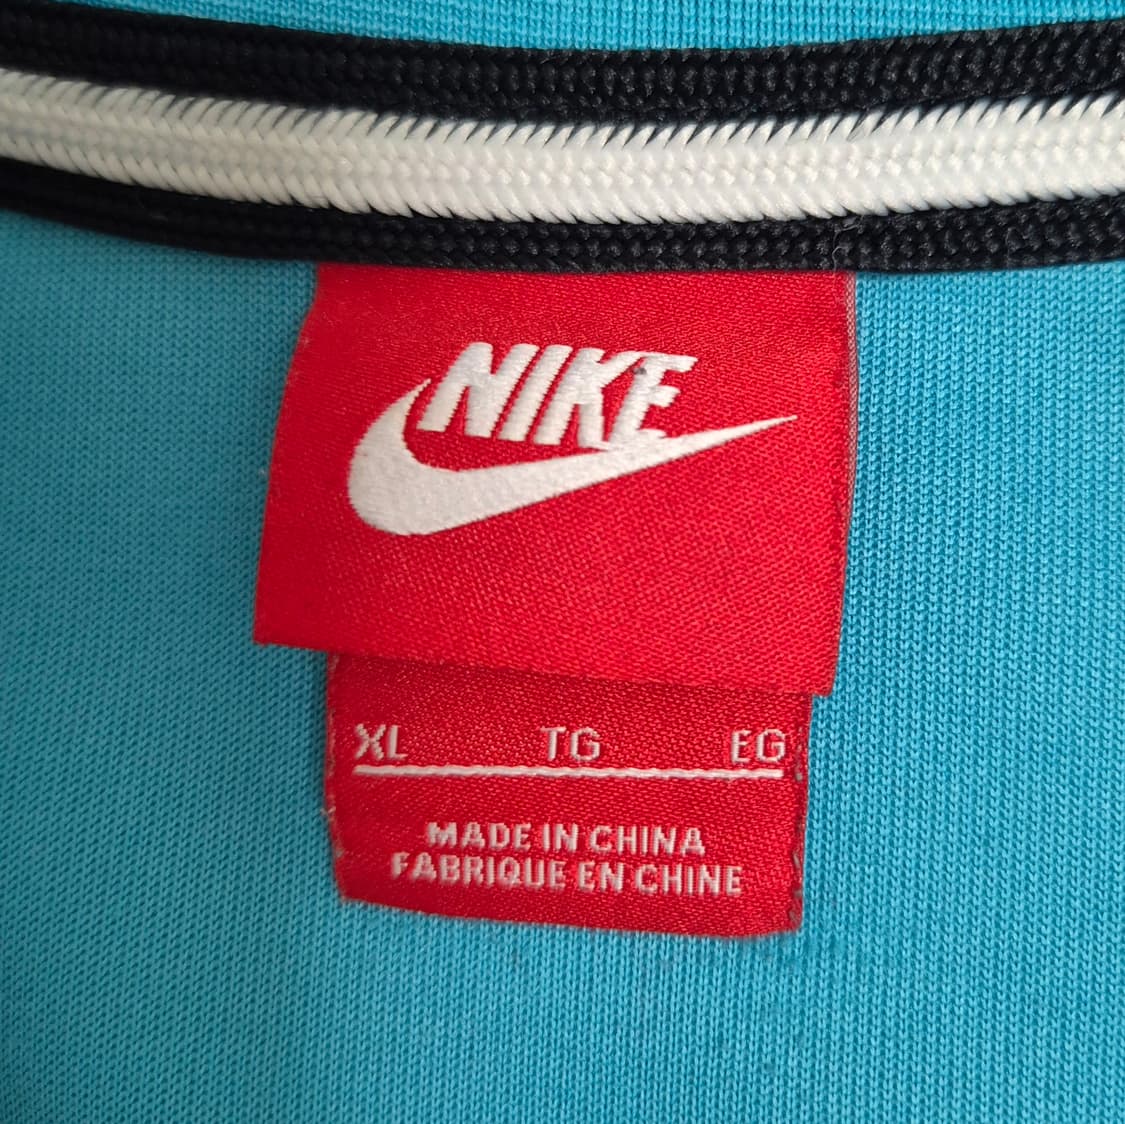 NIKE
XL TG EG
MADE IN CHINA
FABRIQUE EN CHINE